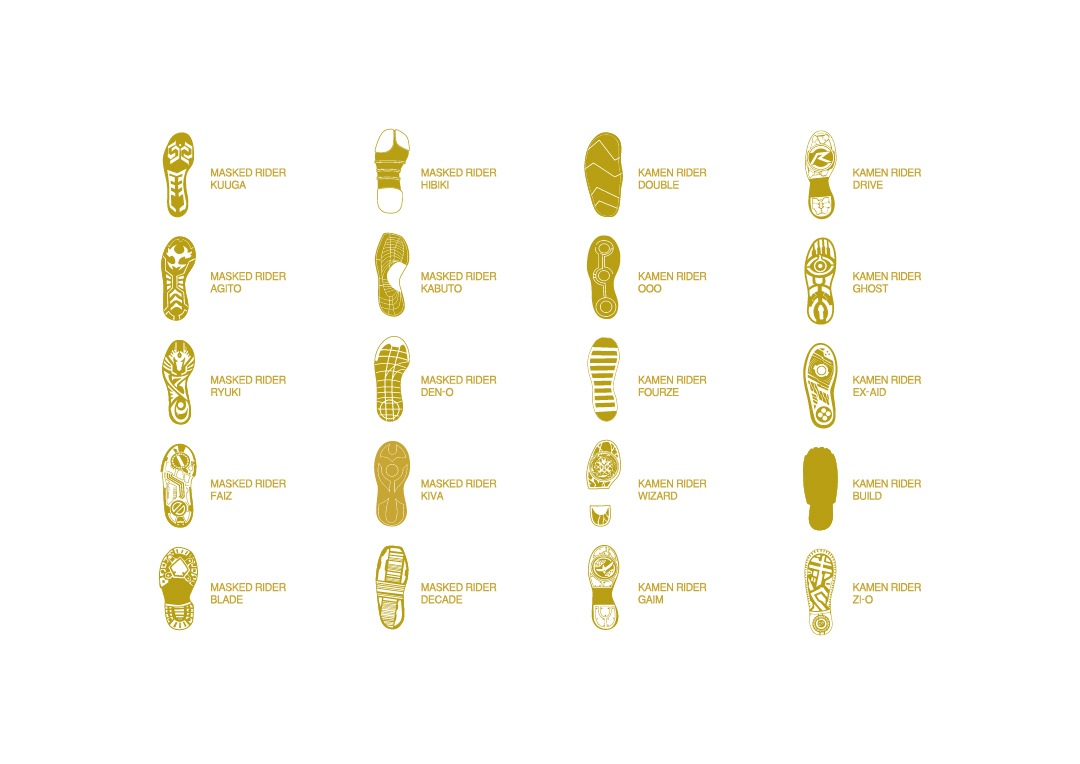 MASKED RIDER
KUUGA
MASKED RIDER
AGITO
MASKED RIDER
RYUKI
MASKED RIDER
FAIZ
MASKED RIDER
BLADE
MASKED RIDER
HIBIKI
MASKED RIDER
KABUTO
MASKED RIDER
DEN-O
MASKED RIDER
KIVA
MASKED RIDER
DECADE
KAMEN RIDER
DOUBLE
KAMEN RIDER
OOO
KAMEN RIDER
FOURZE
KAMEN RIDER
WIZARD
KAMEN RIDER
GAIM
KAMEN RIDER
DRIVE
KAMEN RIDER
GHOST
KAMEN RIDER
EX-AID
KAMEN RIDER
BUILD
KAMEN RIDER
ZI-O